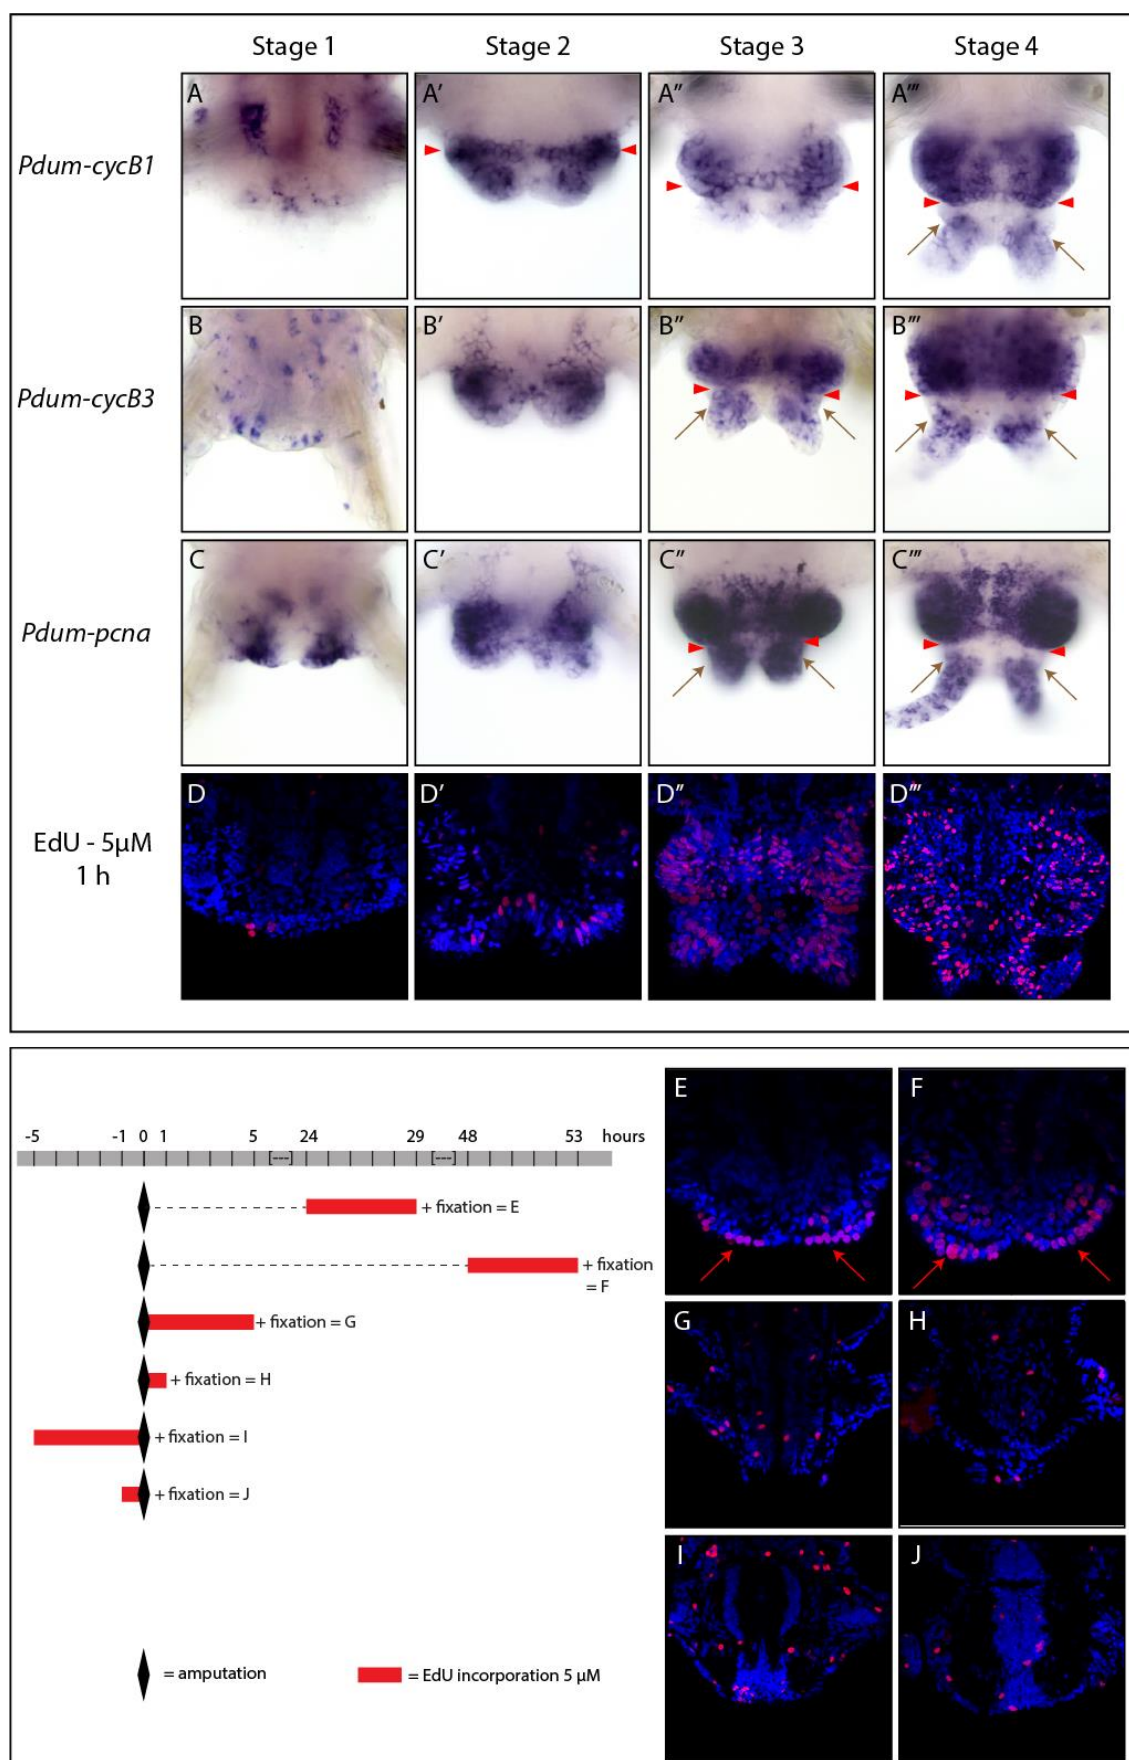 Stage 1 Stage 2 Stage 3 Stage 4
Pdum-cycB1
A A′ A″ A‴
Pdum-cycB3
B B′ B″ B‴
Pdum-pcna
C C′ C″ C‴
EdU - 5µM
1 h
D D′ D″ D‴
-5 -1 0 1 5 24 29 48 53 hours
[---] [---]
+ fixation = E
+ fixation
= F
+ fixation = G
+ fixation = H
+ fixation = I
+ fixation = J
= amputation
= EdU incorporation 5 µM
E F
G H
I J